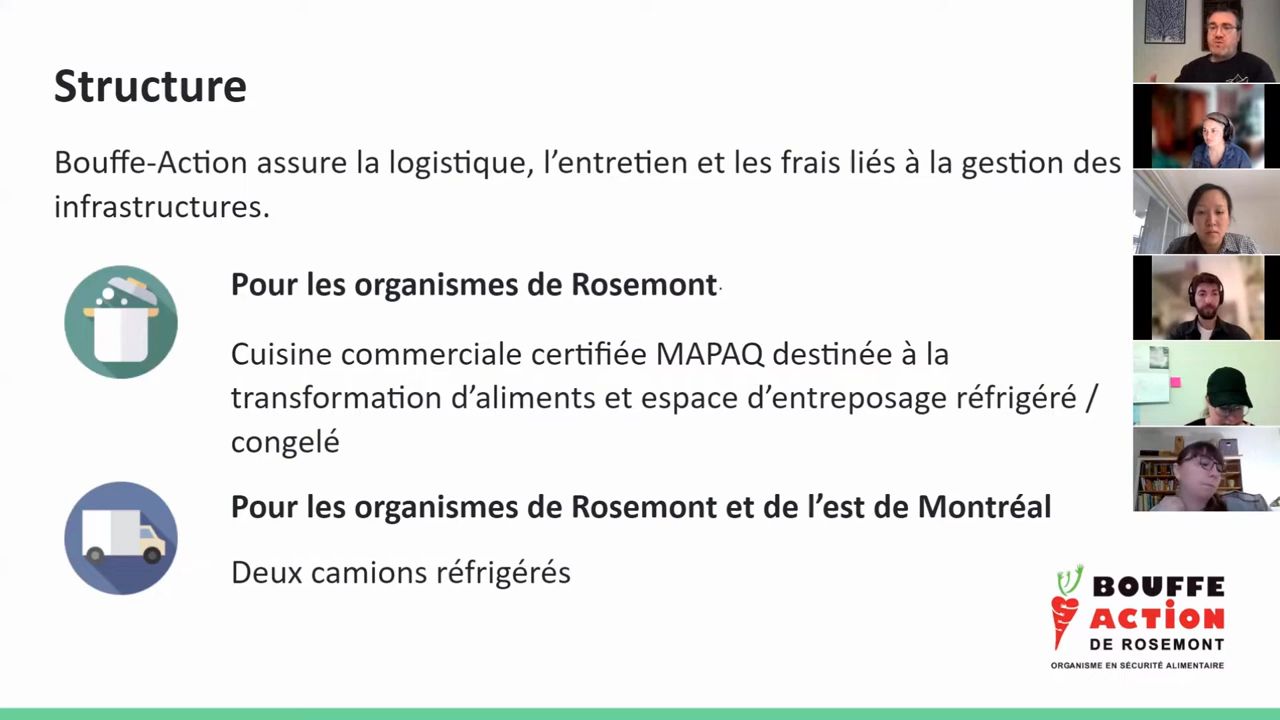 Structure
Bouffe-Action assure la logistique, l’entretien et les frais liés à la gestion des
infrastructures.
Pour les organismes de Rosemont
Cuisine commerciale certifiée MAPAQ destinée à la
transformation d’aliments et espace d’entreposage réfrigéré /
congelé
Pour les organismes de Rosemont et de l’est de Montréal
Deux camions réfrigérés
BOUFFE
ACTiON
DE ROSEMONT
ORGANISME EN SÉCURITÉ ALIMENTAIRE